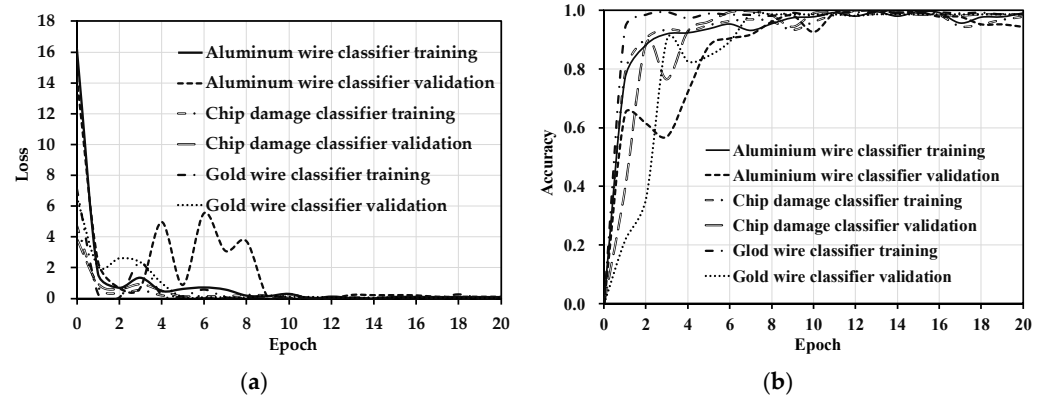 18
16
14
12
10
8
6
4
2
0
Loss
Aluminum wire classifier training
Aluminum wire classifier validation
Chip damage classifier training
Chip damage classifier validation
Gold wire classifier training
Gold wire classifier validation
0 2 4 6 8 10 12 14 16 18 20
Epoch
(a)
1.0
0.8
0.6
0.4
0.2
0.0
Accuracy
Aluminium wire classifier training
Aluminium wire classifier validation
Chip damage classifier training
Chip damage classifier validation
Glod wire classifier training
Gold wire classifier validation
0 2 4 6 8 10 12 14 16 18 20
Epoch
(b)